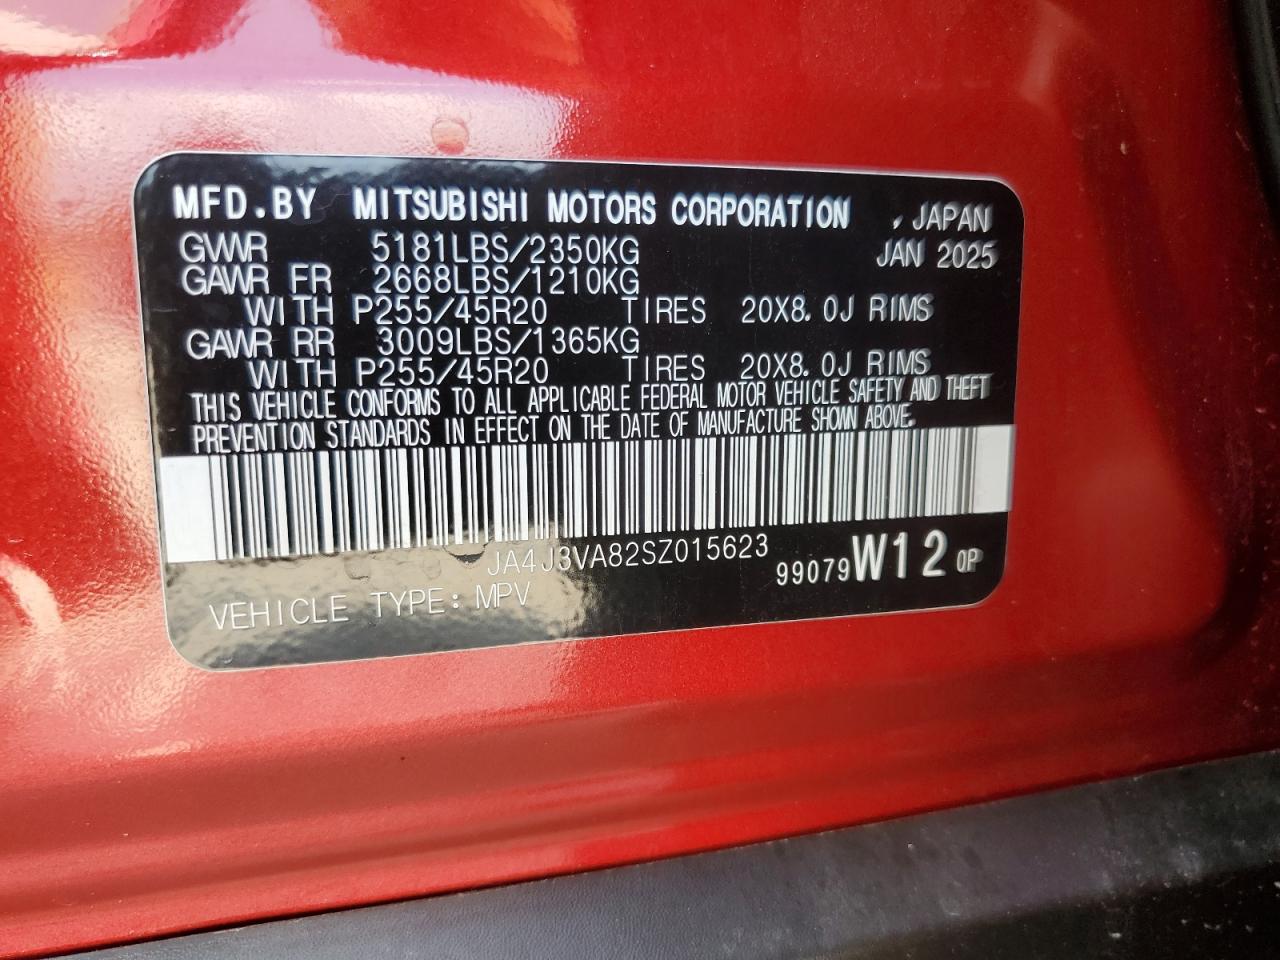 MFD.BY MITSUBISHI MOTORS CORPORATION , JAPAN
GVWR 5181LBS/2350KG JAN 2025
GAWR FR 2668LBS/1210KG
WITH P255/45R20 TIRES 20X8.0J RIMS
GAWR RR 3009LBS/1365KG
WITH P255/45R20 TIRES 20X8.0J RIMS
THIS VEHICLE CONFORMS TO ALL APPLICABLE FEDERAL MOTOR VEHICLE SAFETY AND THEFT
PREVENTION STANDARDS IN EFFECT ON THE DATE OF MANUFACTURE SHOWN ABOVE.
JA4J3VA82SZ015623
99079W12 0P
VEHICLE TYPE: MPV